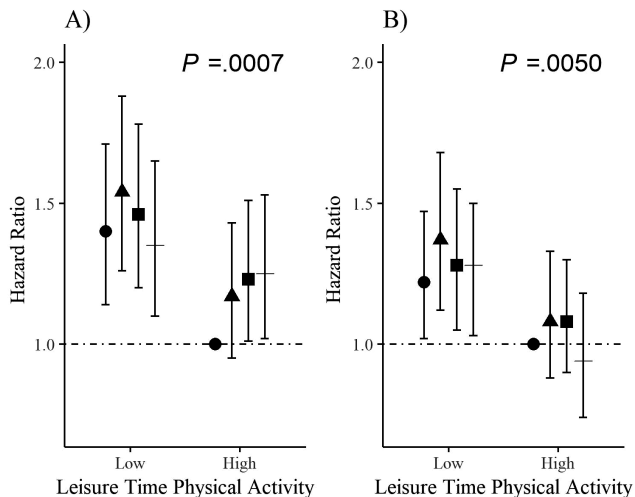 A)
P =.0007
Hazard Ratio
2.0
1.5
1.0
Low High
Leisure Time Physical Activity
B)
P =.0050
Hazard Ratio
2.0
1.5
1.0
Low High
Leisure Time Physical Activity